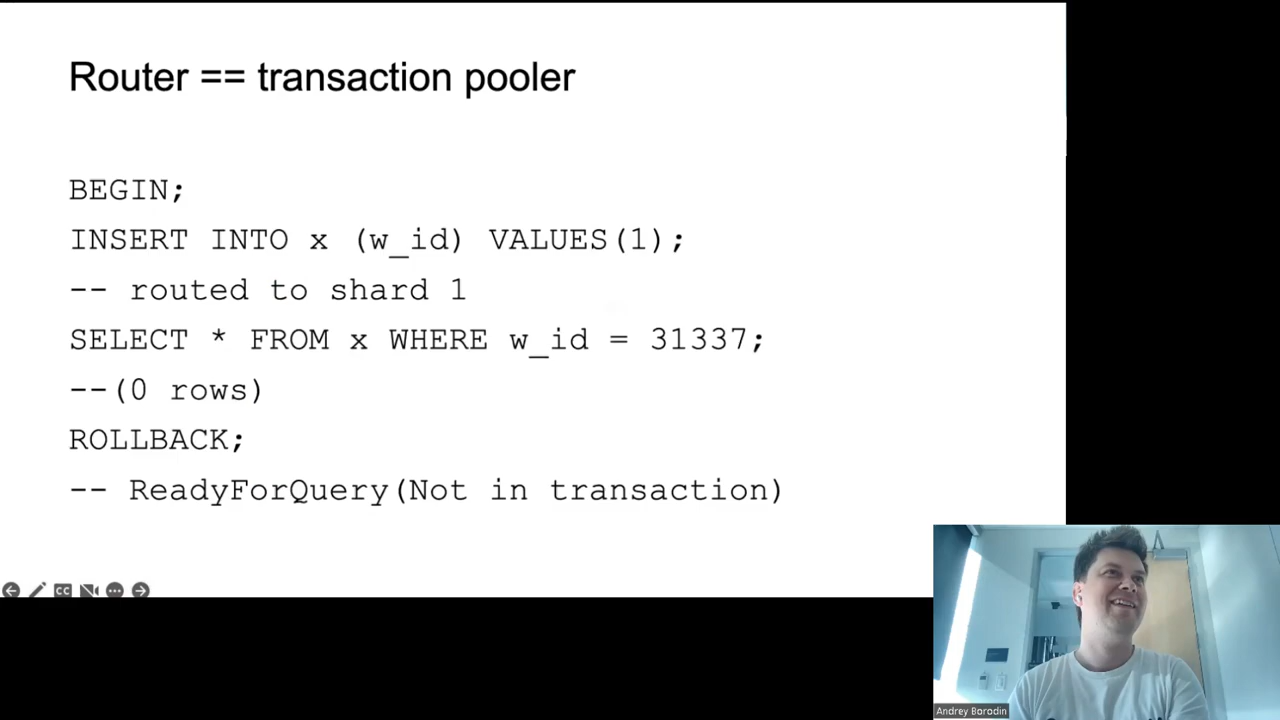 Router == transaction pooler
BEGIN;
INSERT INTO x (w_id) VALUES(1);
-- routed to shard 1
SELECT * FROM x WHERE w_id = 31337;
--(0 rows)
ROLLBACK;
-- ReadyForQuery(Not in transaction)
CC
Andrey Borodin